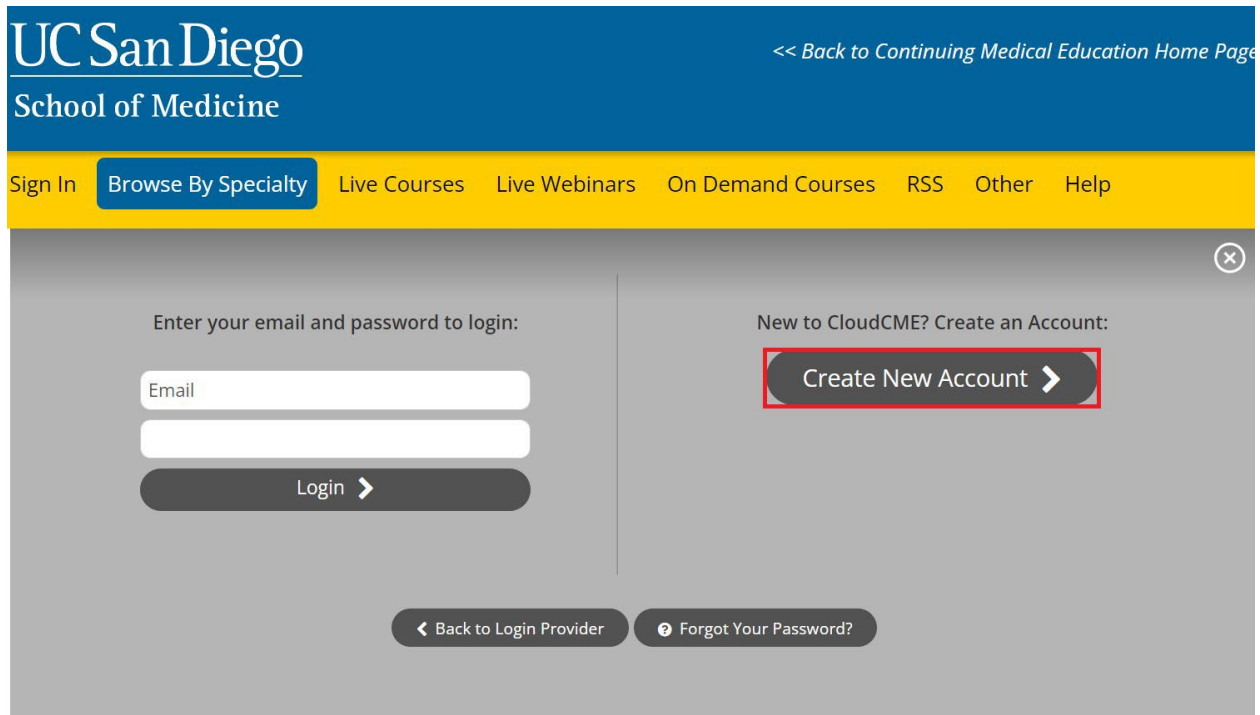 UC San Diego
School of Medicine
<< Back to Continuing Medical Education Home Page
Sign In Browse By Specialty Live Courses Live Webinars On Demand Courses RSS Other Help
Enter your email and password to login:
Email
Login
New to CloudCME? Create an Account:
Create New Account
Back to Login Provider
Forgot Your Password?